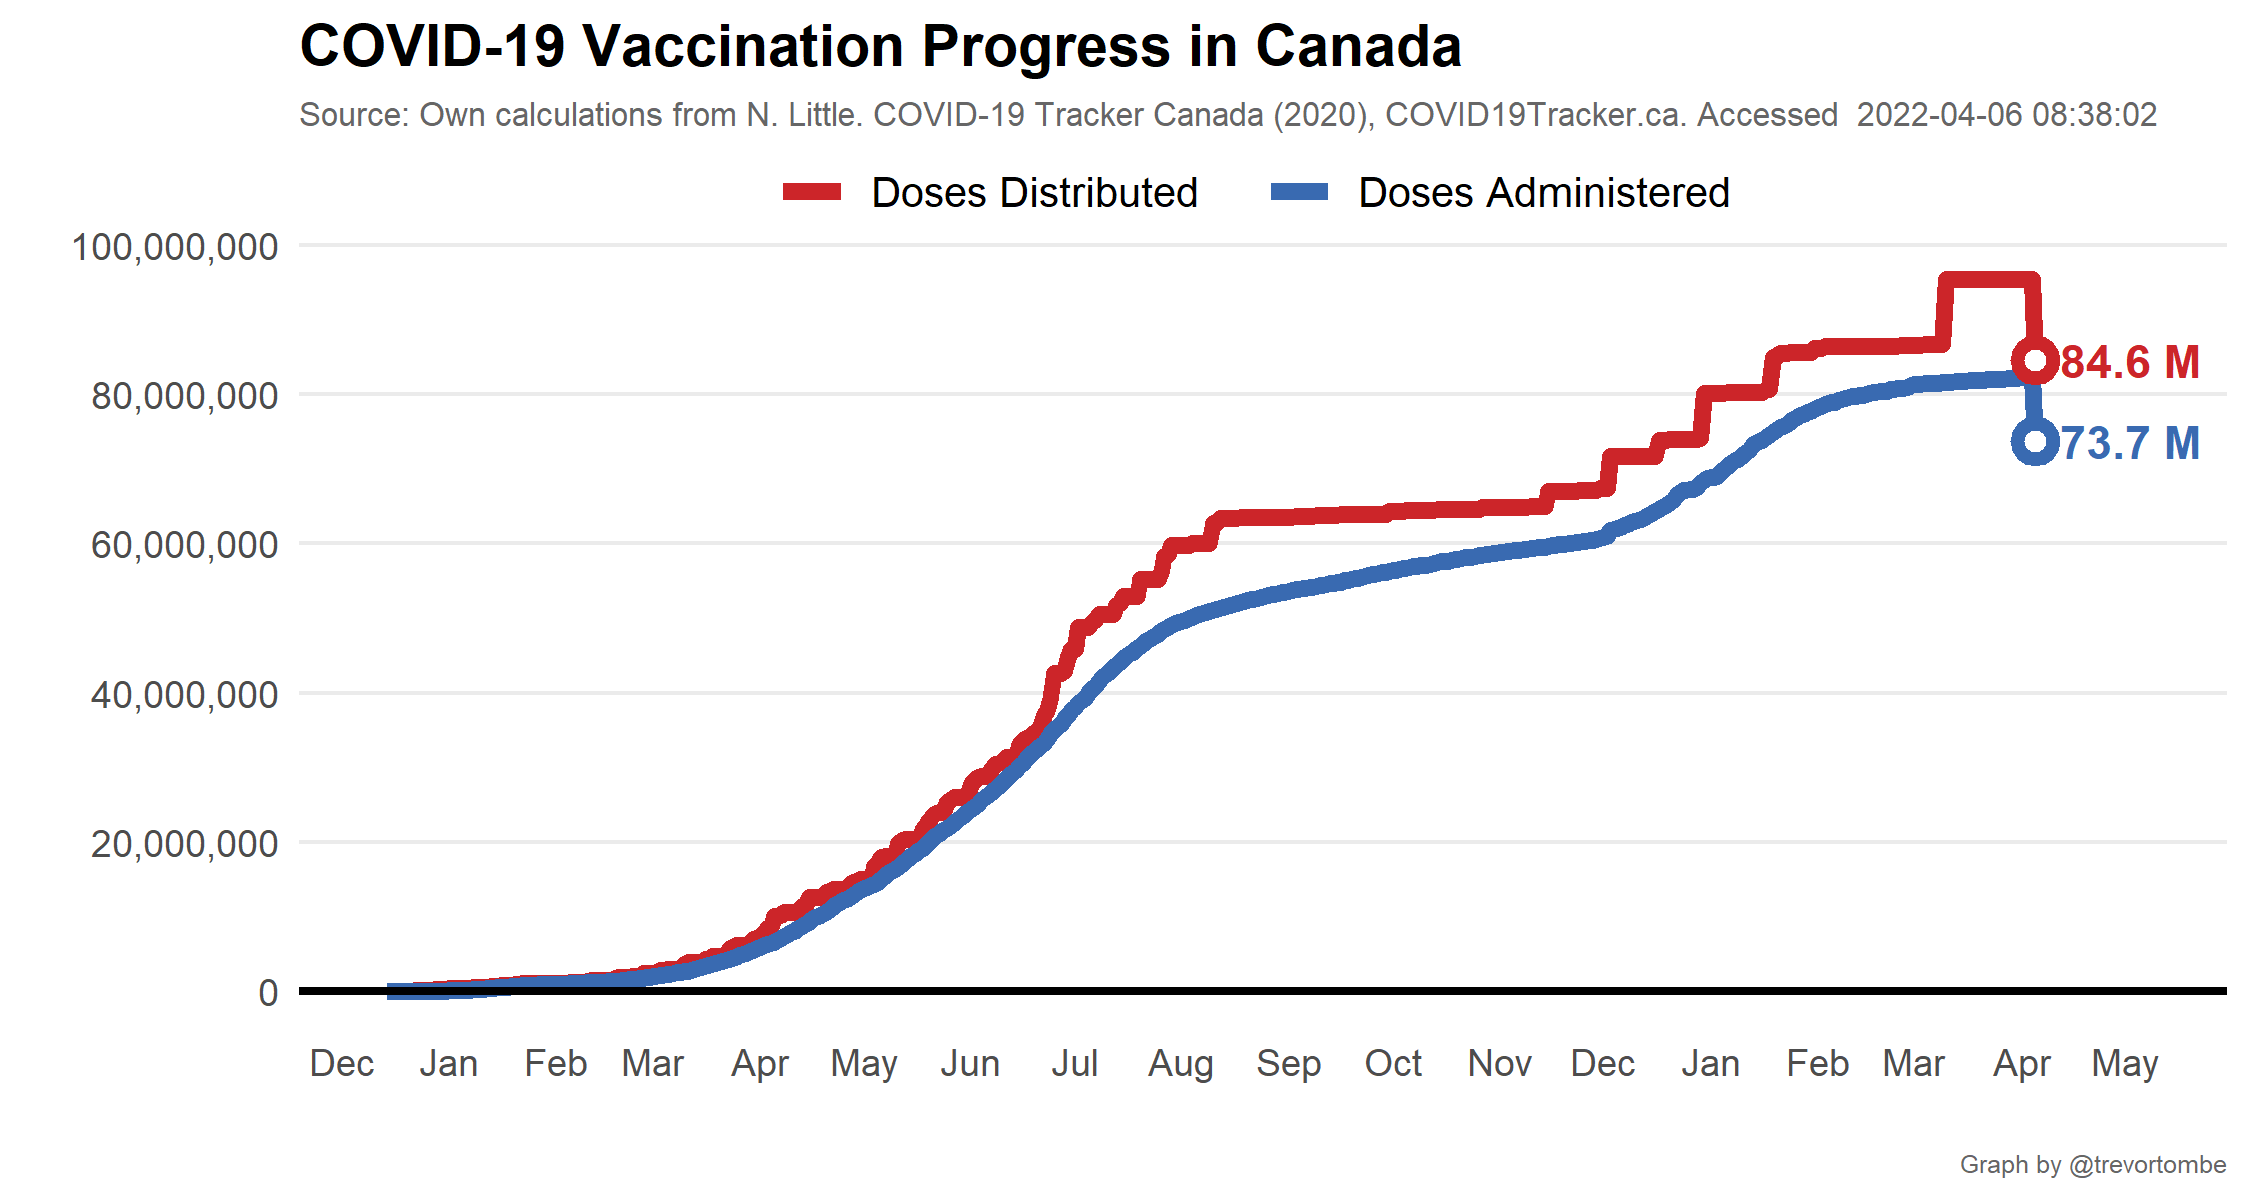 COVID-19 Vaccination Progress in Canada
Source: Own calculations from N. Little. COVID-19 Tracker Canada (2020), COVID19Tracker.ca. Accessed  2022-04-06 08:38:02
Doses Distributed Doses Administered
100,000,000
80,000,000
60,000,000
40,000,000
20,000,000
0
84.6 M
73.7 M
Dec Jan Feb Mar Apr May Jun Jul Aug Sep Oct Nov Dec Jan Feb Mar Apr May
Graph by @trevortombe